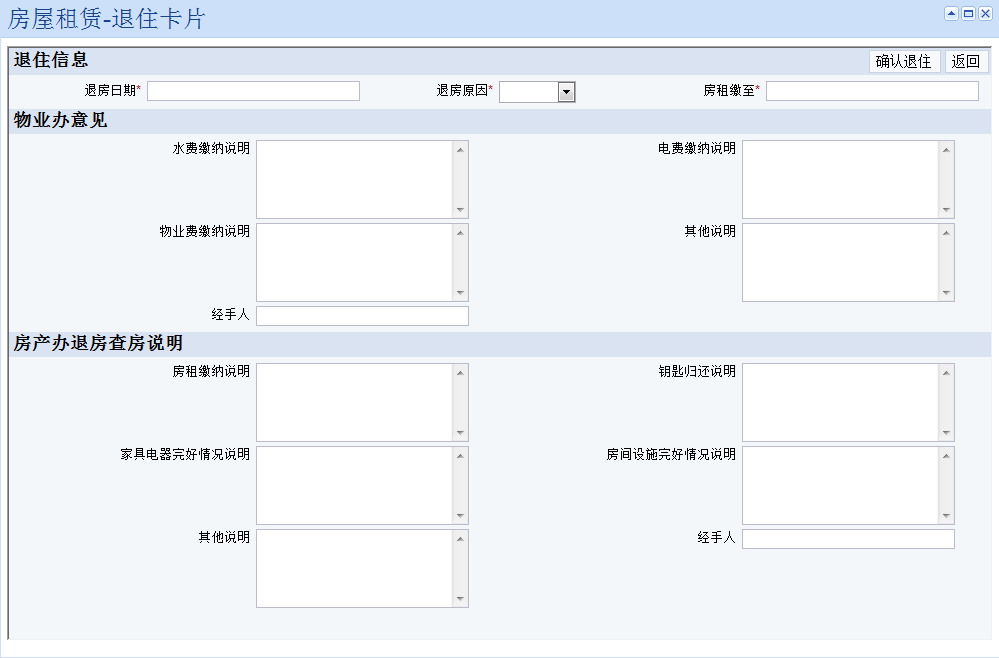 房屋租赁-退住卡片
退住信息 确认退住 返回
退房日期* 退房原因* 房租缴至*
物业办意见
水费缴纳说明 电费缴纳说明
物业费缴纳说明 其他说明
经手人
房产办退房查房说明
房租缴纳说明 钥匙归还说明
家具电器完好情况说明 房间设施完好情况说明
其他说明 经手人